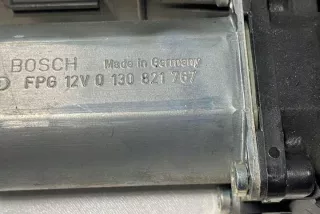 BOSCH Made in Germany
FPG 12V 0 130 821 767